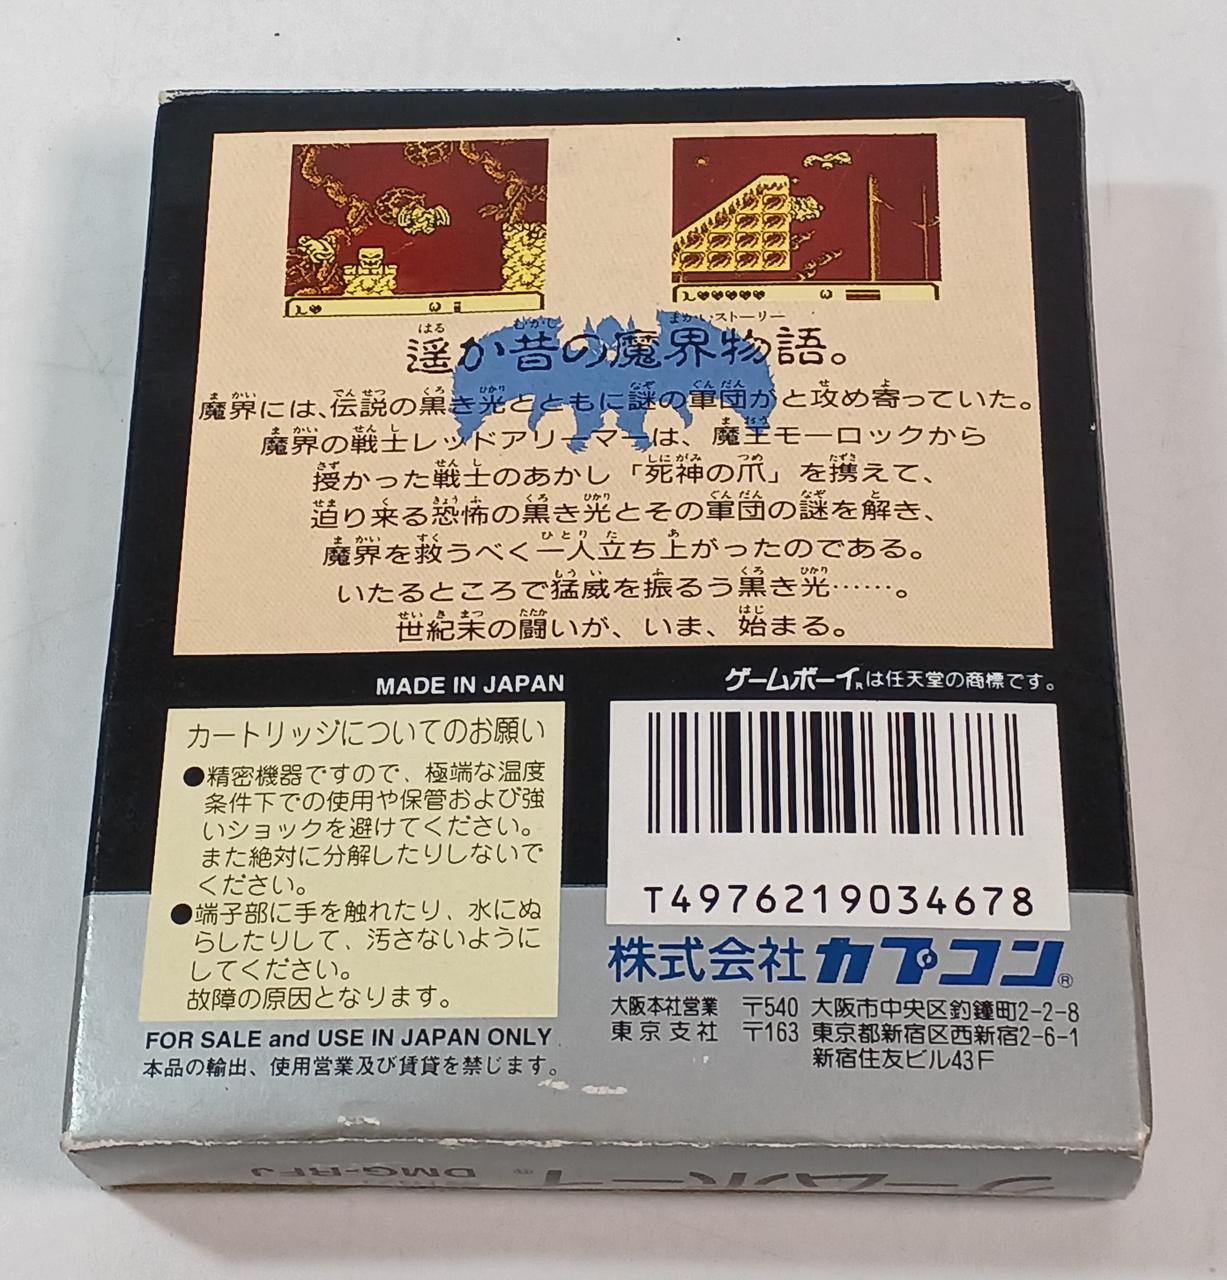 遥か昔の魔界物語。
魔界には、伝説の黒き光とともに謎の軍団がと攻め寄っていた。
魔界の戦士レッドアリーマーは、魔王モーロックから
授かった戦士のあかし「死神の爪」を携えて、
迫り来る恐怖の黒き光とその軍団の謎を解き、
魔界を救うべく一人立ち上がったのである。
いたるところで猛威を振るう黒き光……。
世紀末の闘いが、いま、始まる。
MADE IN JAPAN
ゲームボーイ®は任天堂の商標です。
カートリッジについてのお願い
●精密機器ですので、極端な温度
条件下での使用や保管および強
いショックを避けてください。
また絶対に分解したりしないで
ください。
●端子部に手を触れたり、水にぬ
らしたりして、汚さないように
してください。
故障の原因となります。
FOR SALE and USE IN JAPAN ONLY
本品の輸出、使用営業及び賃貸を禁じます。
T4976219034678
株式会社カプコン®
大阪本社営業 〒540 大阪市中央区釣鐘町2-2-8
東京支社 〒163 東京都新宿区西新宿2-6-1
新宿住友ビル43F
ゲームボーイ® DMG-RFJ